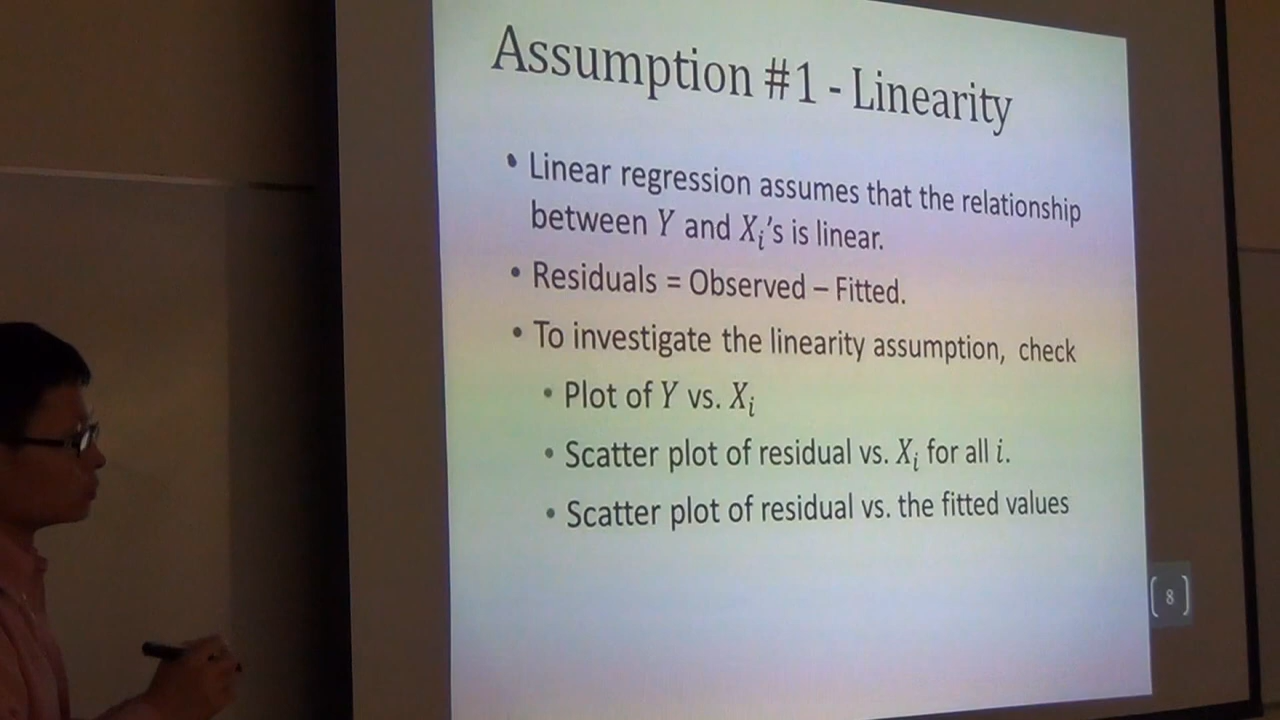 Assumption #1 - Linearity
• Linear regression assumes that the relationship
between Y and Xᵢ's is linear.
• Residuals = Observed – Fitted.
• To investigate the linearity assumption, check
• Plot of Y vs. Xᵢ
• Scatter plot of residual vs. Xᵢ for all i.
• Scatter plot of residual vs. the fitted values
[ 8 ]